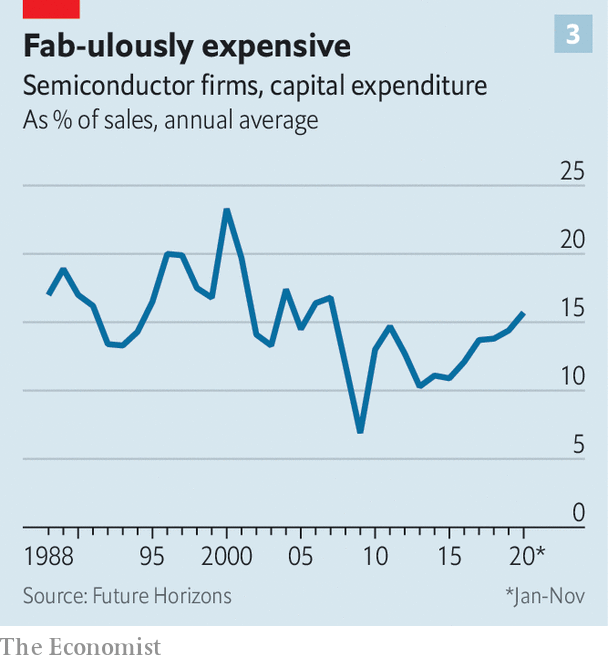 Fab-ulously expensive
3
Semiconductor firms, capital expenditure
As % of sales, annual average
25
20
15
10
5
0
1988 95 2000 05 10 15 20*
Source: Future Horizons
*Jan-Nov
The Economist